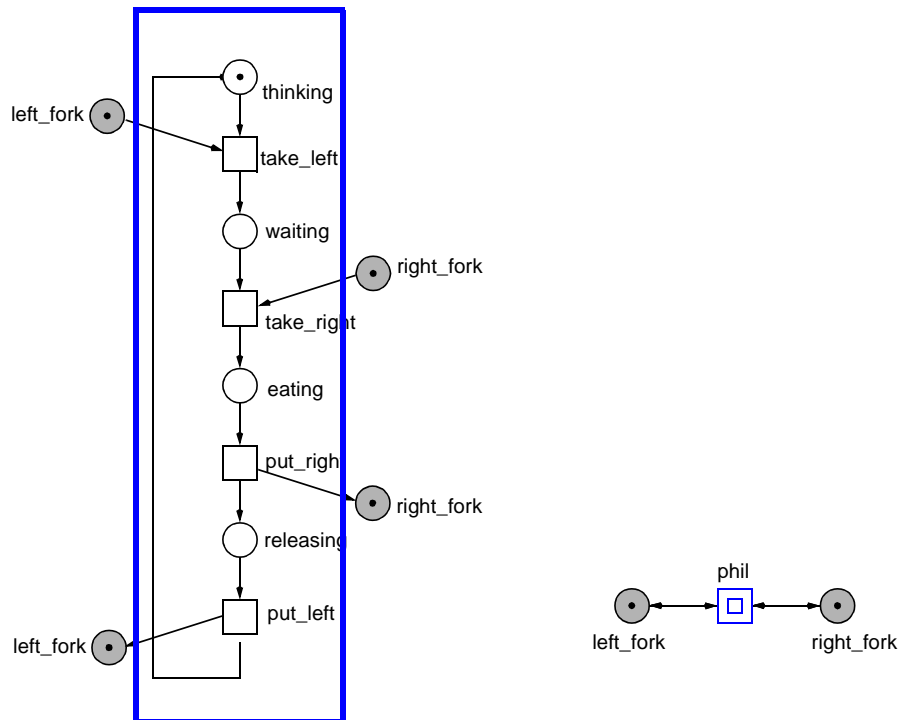 thinking
left_fork
take_left
waiting
right_fork
take_right
eating
put_righ
right_fork
releasing
phil
put_left
left_fork
left_fork
right_fork